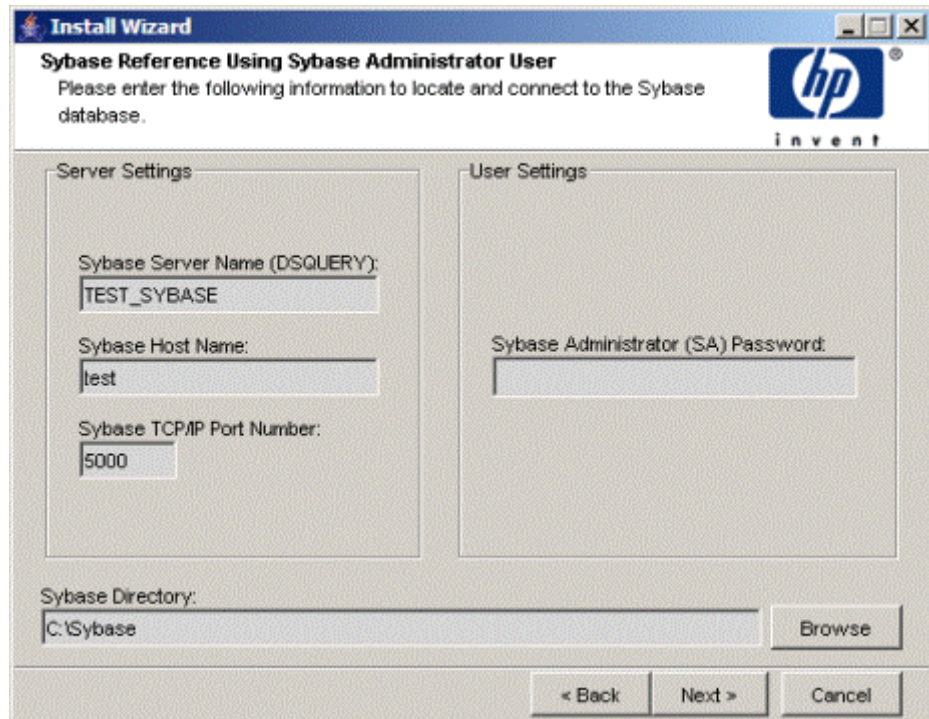 Install Wizard
Sybase Reference Using Sybase Administrator User
Please enter the following information to locate and connect to the Sybase
database.
hp
®
invent
Server Settings
Sybase Server Name (DSQUERY):
TEST_SYBASE
Sybase Host Name:
test
Sybase TCP/IP Port Number:
5000
User Settings
Sybase Administrator (SA) Password:
Sybase Directory:
C:\Sybase
Browse
< Back
Next >
Cancel